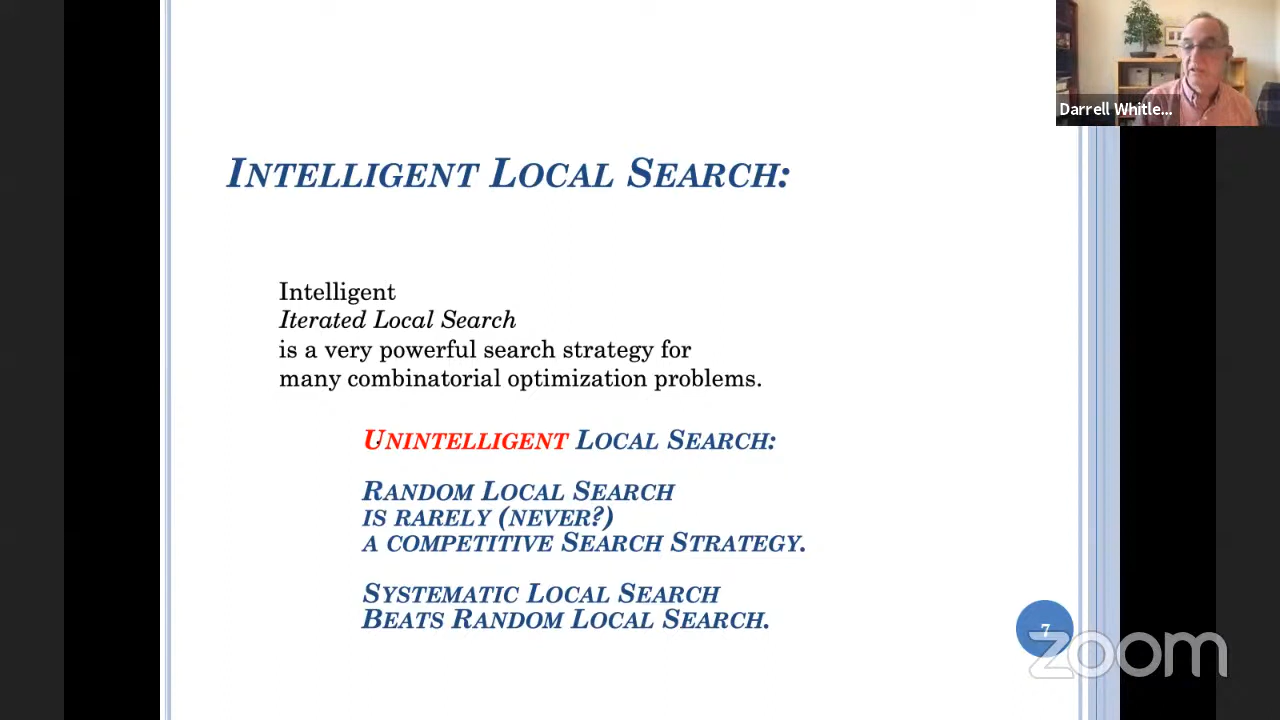 Darrell Whitle...
INTELLIGENT LOCAL SEARCH:
Intelligent
Iterated Local Search
is a very powerful search strategy for
many combinatorial optimization problems.
UNINTELLIGENT LOCAL SEARCH:
RANDOM LOCAL SEARCH
IS RARELY (NEVER?)
A COMPETITIVE SEARCH STRATEGY.
SYSTEMATIC LOCAL SEARCH
BEATS RANDOM LOCAL SEARCH.
7
zoom